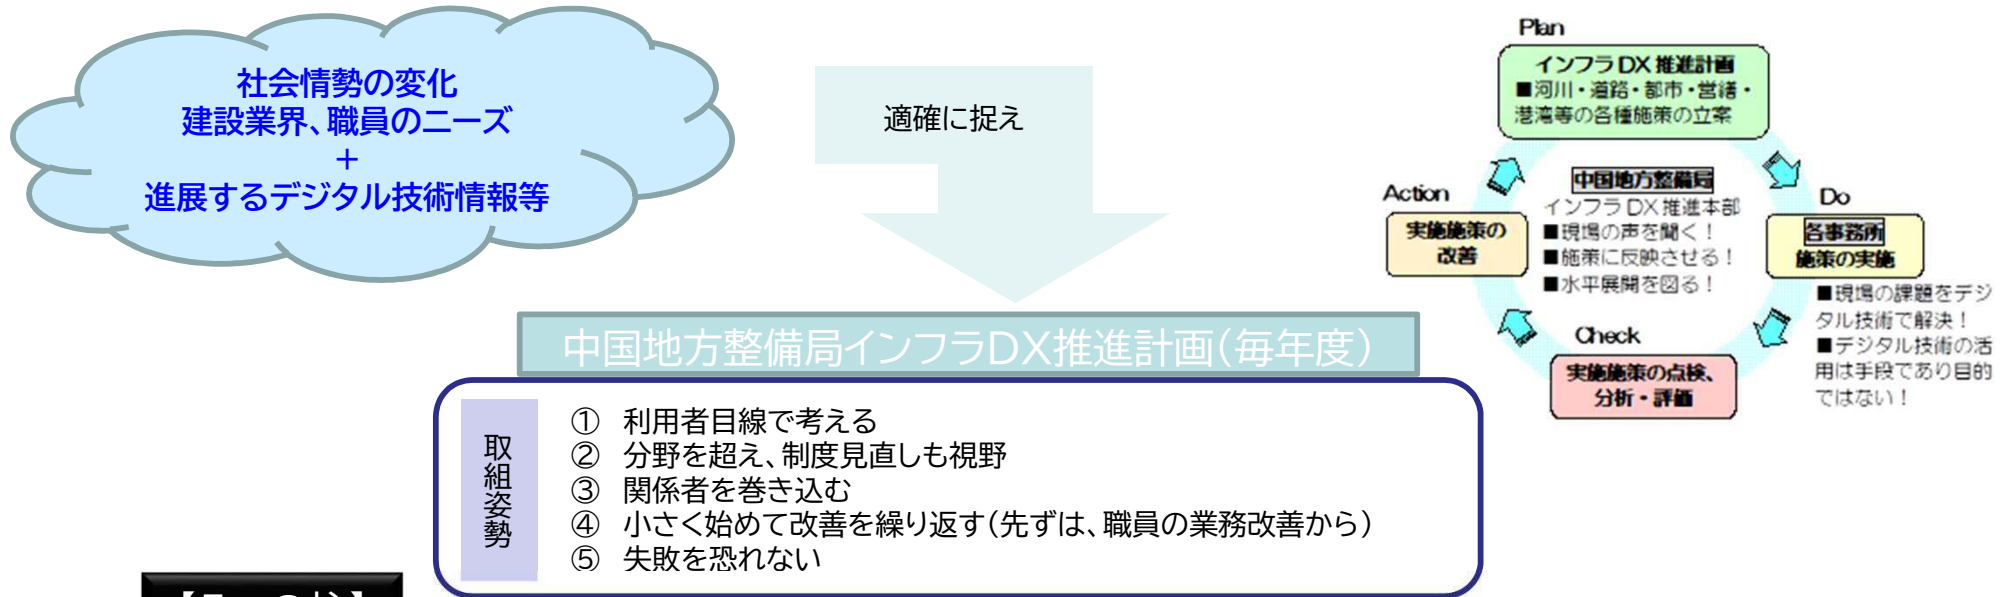 社会情勢の変化
建設業界、職員のニーズ
+
進展するデジタル技術情報等
適確に捉え
Plan
インフラDX推進計画
■河川・道路・都市・営繕・
港湾等の各種施策の立案
中国地方整備局
インフラDX推進本部
■現場の声を聞く!
■施策に反映させる!
■水平展開を図る!
Do
各事務所
施策の実施
■現場の課題をデジ
タル技術で解決!
■デジタル技術の活
用は手段であり目的
ではない!
Check
実施施策の点検、
分析・評価
Action
実施施策の
改善
中国地方整備局インフラDX推進計画(毎年度)
取組姿勢
① 利用者目線で考える
② 分野を超え、制度見直しも視野
③ 関係者を巻き込む
④ 小さく始めて改善を繰り返す(先ずは、職員の業務改善から)
⑤ 失敗を恐れない